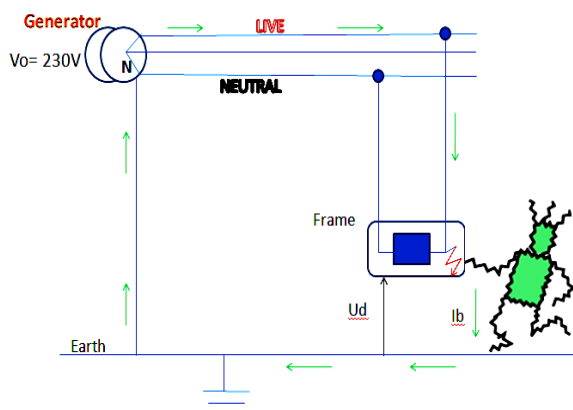 Generator
LIVE
Vo= 230V
N
NEUTRAL
Frame
Ud
Ib
Earth